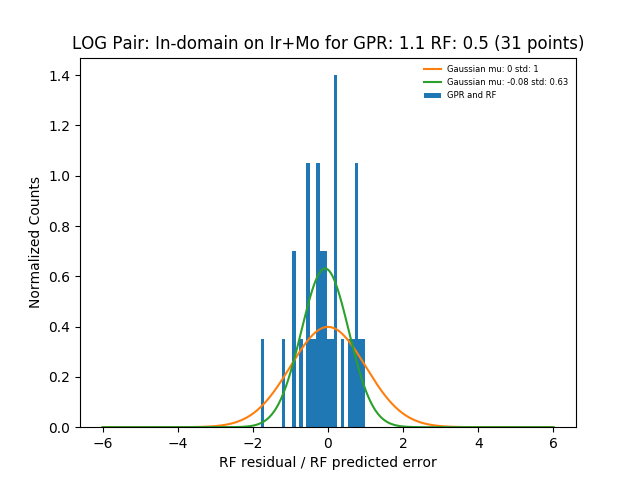 LOG Pair: In-domain on Ir+Mo for GPR: 1.1 RF: 0.5 (31 points)
Gaussian mu: 0 std: 1
Gaussian mu: -0.08 std: 0.63
GPR and RF
Normalized Counts
1.4
1.2
1.0
0.8
0.6
0.4
0.2
0.0
−6
−4
−2
0
2
4
6
RF residual / RF predicted error